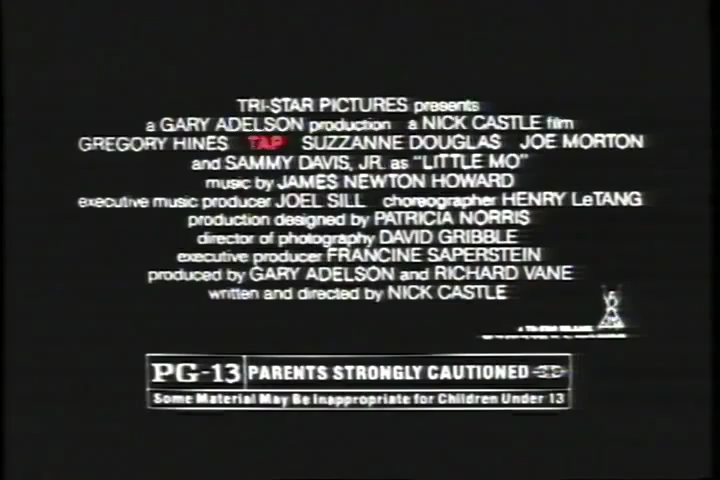 TRI-STAR PICTURES presents
a GARY ADELSON production a NICK CASTLE film
GREGORY HINES TAP SUZZANNE DOUGLAS JOE MORTON
and SAMMY DAVIS, JR. as "LITTLE MO"
music by JAMES NEWTON HOWARD
executive music producer JOEL SILL choreographer HENRY LeTANG
production designed by PATRICIA NORRIS
director of photography DAVID GRIBBLE
executive producer FRANCINE SAPERSTEIN
produced by GARY ADELSON and RICHARD VANE
written and directed by NICK CASTLE
A TRI-STAR RELEASE
PG-13 PARENTS STRONGLY CAUTIONED
Some Material May Be Inappropriate for Children Under 13